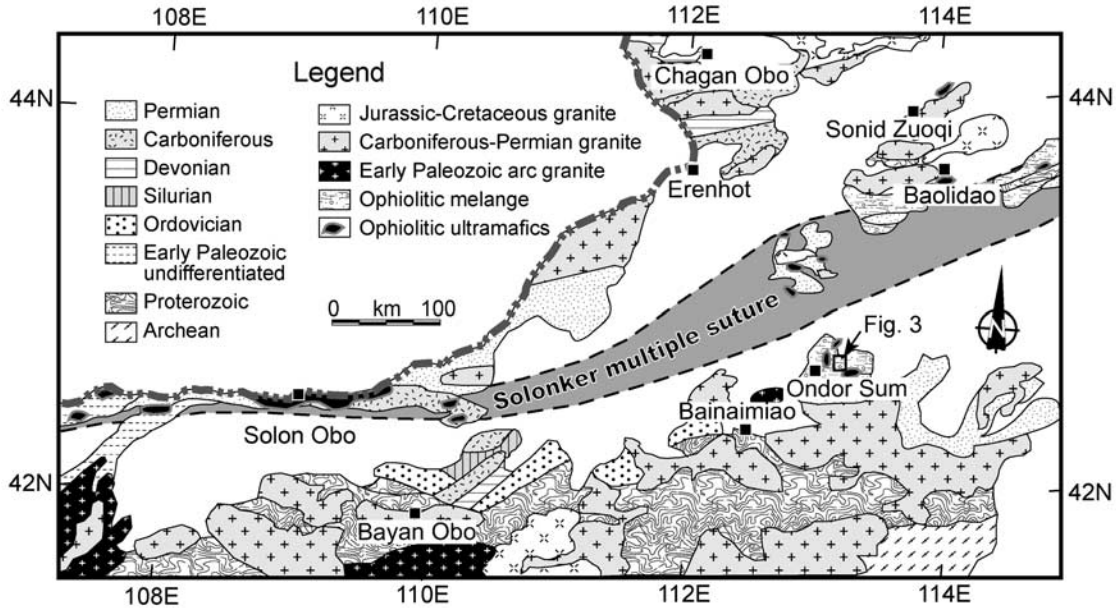 108E
110E
112E
114E
44N
44N
42N
42N
Legend
Permian
Carboniferous
Devonian
Silurian
Ordovician
Early Paleozoic
undifferentiated
Proterozoic
Archean
Jurassic-Cretaceous granite
Carboniferous-Permian granite
Early Paleozoic arc granite
Ophiolitic melange
Ophiolitic ultramafics
0 km 100
Chagan Obo
Sonid Zuoqi
Erenhot
Baolidao
Solonker multiple suture
Fig. 3
N
Ondor Sum
Bainaimiao
Solon Obo
Bayan Obo
108E
110E
112E
114E